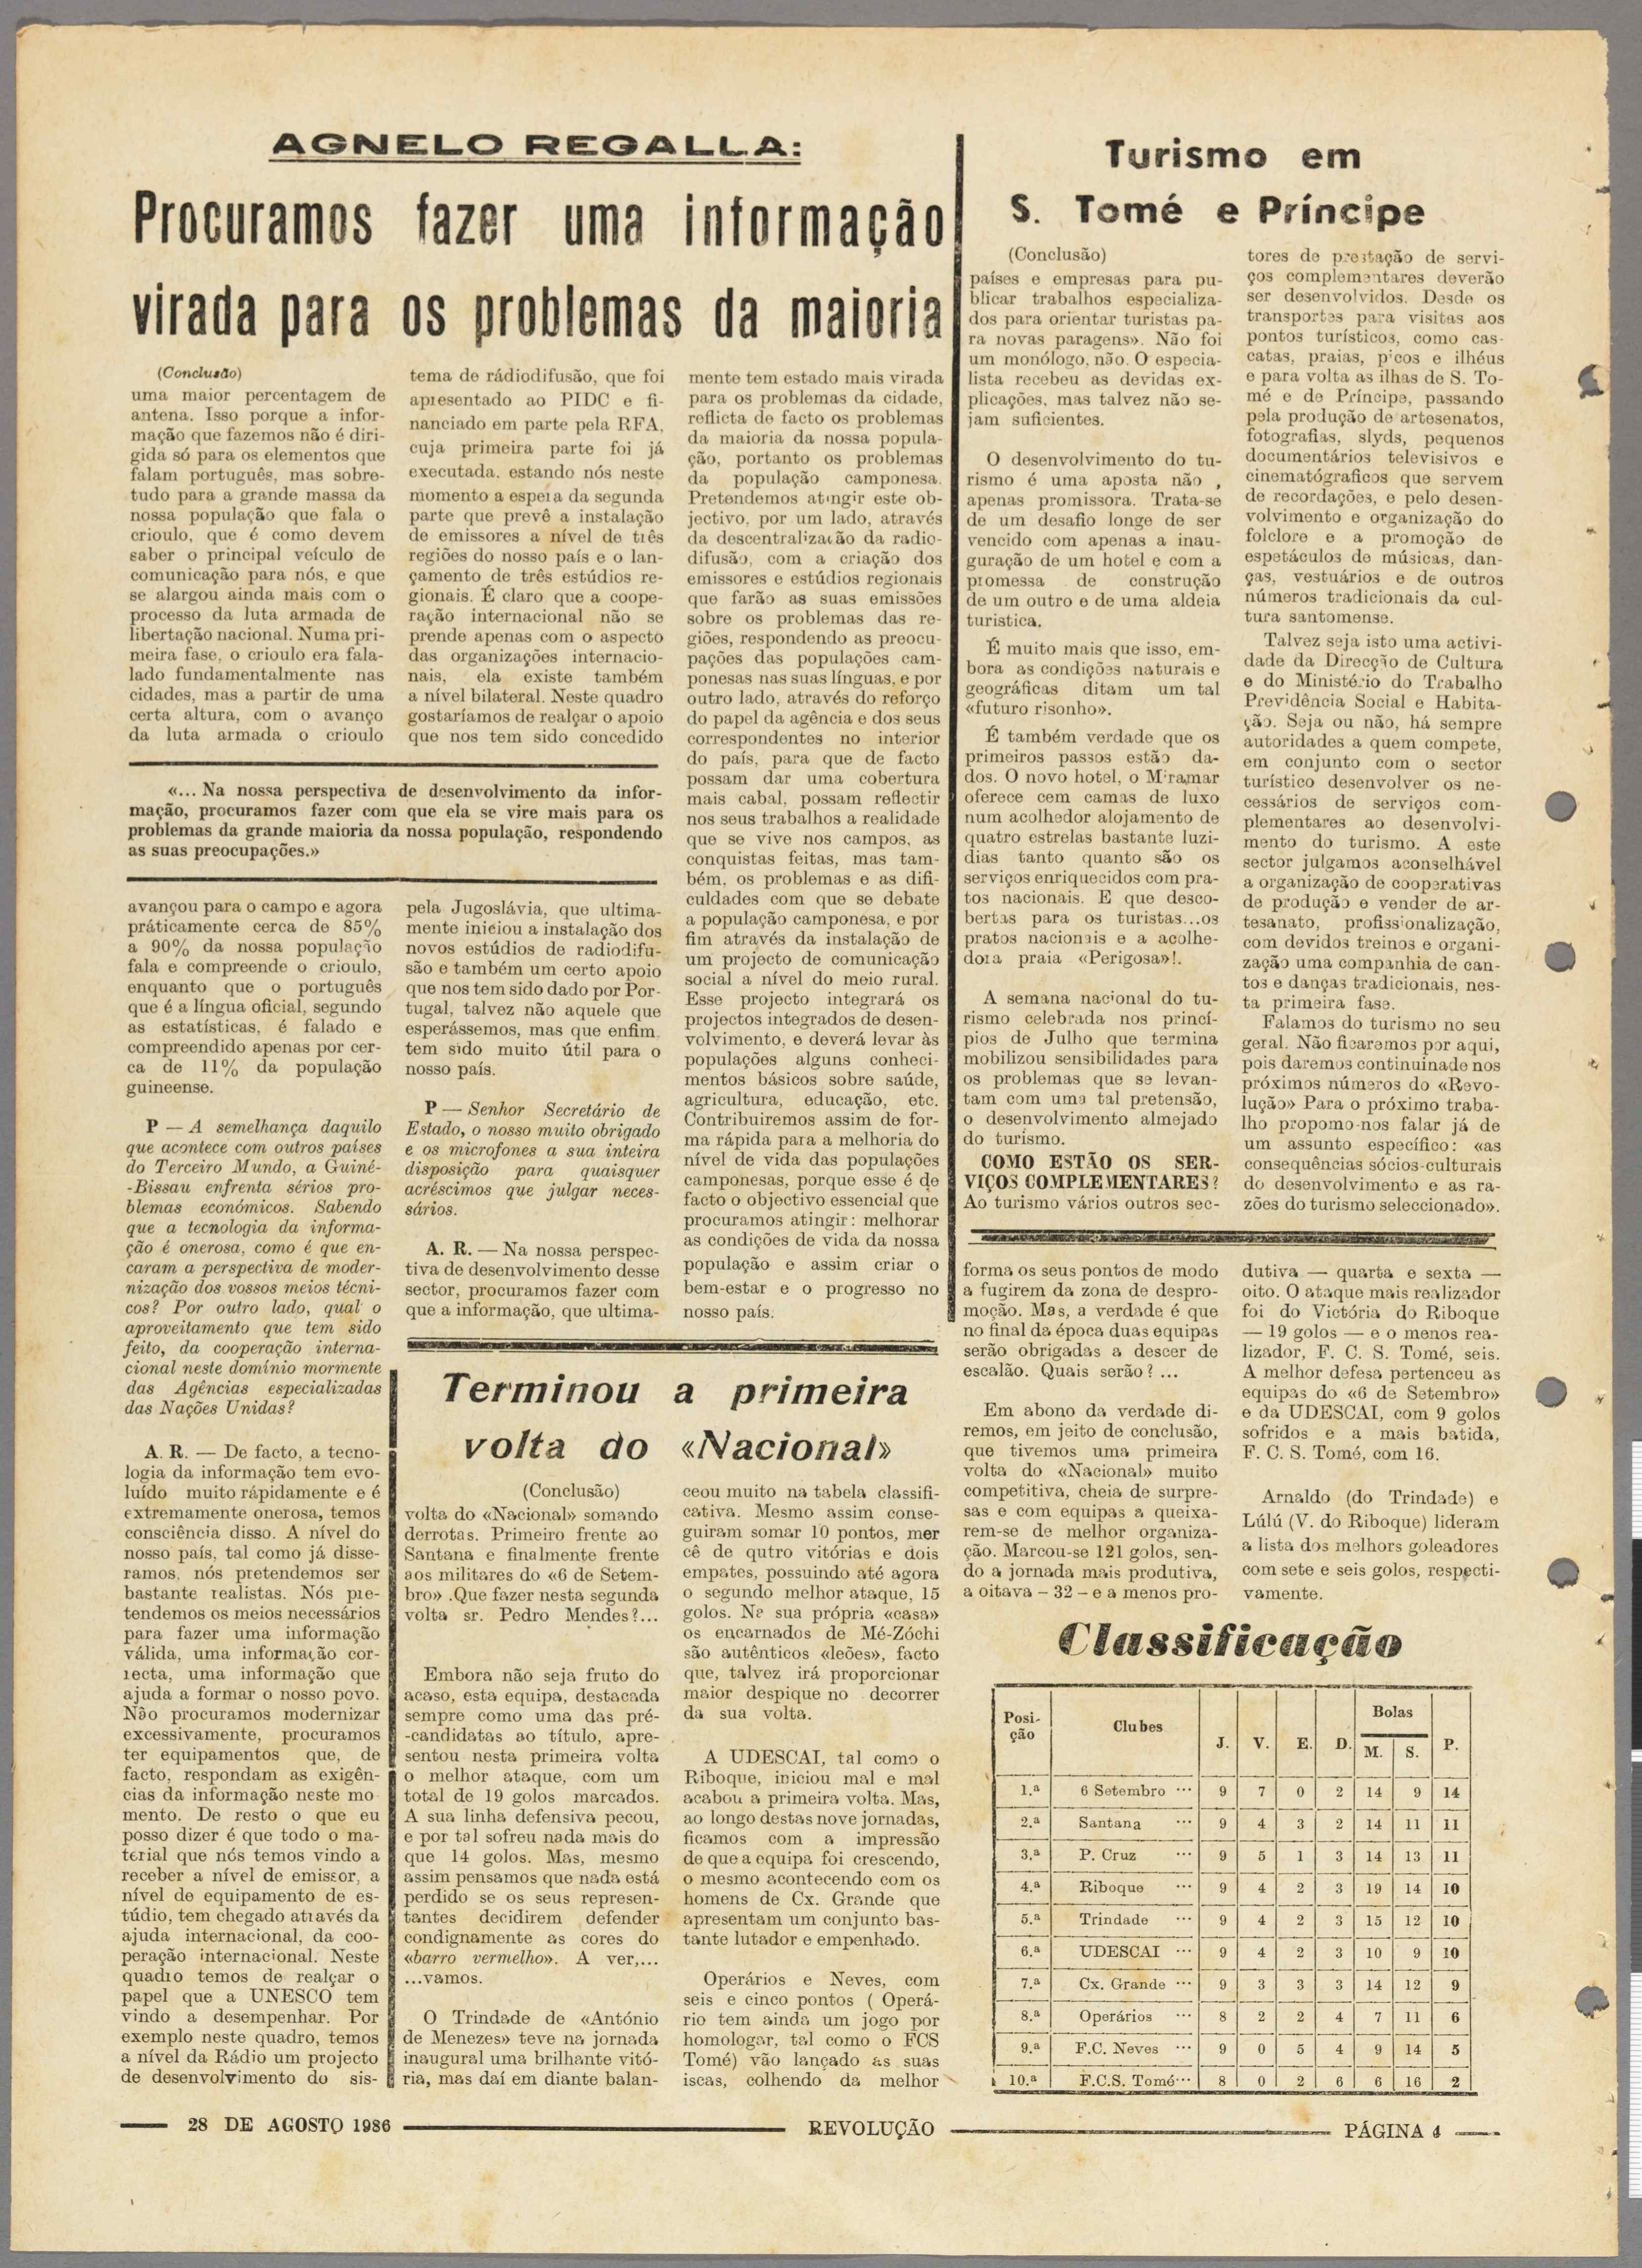 AGNELO REGALLA:
Procuramos fazer uma informação
virada para os problemas da maioria
(Conclusão)
uma maior percentagem de
antena. Isso porque a infor-
mação que fazemos não é diri-
gida só para os elementos que
falam português, mas sobre-
tudo para a grande massa da
nossa população que fala o
crioulo, que é como devem
saber o principal veículo de
comunicação para nós, e que
se alargou ainda mais com o
processo da luta armada de
libertação nacional. Numa pri-
meira fase, o crioulo era fala-
lado fundamentalmente nas
cidades, mas a partir de uma
certa altura, com o avanço
da luta armada o crioulo
tema de rádiodifusão, que foi
apresentado ao PIDC e fi-
nanciado em parte pela RFA,
cuja primeira parte foi já
executada. estando nós neste
momento a espera da segunda
parte que prevê a instalação
de emissores a nível de três
regiões do nosso país e o lan-
çamento de três estúdios re-
gionais. É claro que a coope-
ração internacional não se
prende apenas com o aspecto
das organizações internacio-
nais, ela existe também
a nível bilateral. Neste quadro
gostaríamos de realçar o apoio
que nos tem sido concedido
«... Na nossa perspectiva de desenvolvimento da infor-
mação, procuramos fazer com que ela se vire mais para os
problemas da grande maioria da nossa população, respondendo
as suas preocupações.»
avançou para o campo e agora
práticamente cerca de 85%
a 90% da nossa população
fala e compreende o crioulo,
enquanto que o português
que é a língua oficial, segundo
as estatísticas, é falado e
compreendido apenas por cer-
ca de 11% da população
guineense.
P — A semelhança daquilo
que acontece com outros países
do Terceiro Mundo, a Guiné-
-Bissau enfrenta sérios pro-
blemas económicos. Sabendo
que a tecnologia da informa-
ção é onerosa, como é que en-
caram a perspectiva de moder-
nização dos vossos meios técni-
cos? Por outro lado, qual o
aproveitamento que tem sido
feito, da cooperação interna-
cional neste domínio mormente
das Agências especializadas
das Nações Unidas?
A. R. — De facto, a tecno-
logia da informação tem evo-
luído muito rápidamente e é
extremamente onerosa, temos
consciência disso. A nível do
nosso país, tal como já disse-
ramos, nós pretendemos ser
bastante realistas. Nós pre-
tendemos os meios necessários
para fazer uma informação
válida, uma informação cor-
recta, uma informação que
ajuda a formar o nosso povo.
Não procuramos modernizar
excessivamente, procuramos
ter equipamentos que, de
facto, respondam as exigên-
cias da informação neste mo
mento. De resto o que eu
posso dizer é que todo o ma-
terial que nós temos vindo a
receber a nível de emissor, a
nível de equipamento de es-
túdio, tem chegado através da
ajuda internacional, da coo-
peração internacional. Neste
quadro temos de realçar o
papel que a UNESCO tem
vindo a desempenhar. Por
exemplo neste quadro, temos
a nível da Rádio um projecto
de desenvolvimento do sis-
pela Jugoslávia, que ultima-
mente iniciou a instalação dos
novos estúdios de radiodifu-
são e também um certo apoio
que nos tem sido dado por Por-
tugal, talvez não aquele que
esperássemos, mas que enfim
tem sido muito útil para o
nosso país.
P — Senhor Secretário de
Estado, o nosso muito obrigado
e os microfones a sua inteira
disposição para quaisquer
acréscimos que julgar neces-
sários.
A. R. — Na nossa perspec-
tiva de desenvolvimento desse
sector, procuramos fazer com
que a informação, que ultima-
mente tem estado mais virada
para os problemas da cidade,
reflicta de facto os problemas
da maioria da nossa popula-
ção, portanto os problemas
da população camponesa.
Pretendemos atingir este ob-
jectivo, por um lado, através
da descentralização da radio-
difusão, com a criação dos
emissores e estúdios regionais
que farão as suas emissões
sobre os problemas das re-
giões, respondendo as preocu-
pações das populações cam-
ponesas nas suas línguas, e por
outro lado, através do reforço
do papel da agência e dos seus
correspondentes no interior
do país, para que de facto
possam dar uma cobertura
mais cabal, possam reflectir
nos seus trabalhos a realidade
que se vive nos campos, as
conquistas feitas, mas tam-
bém, os problemas e as difi-
culdades com que se debate
a população camponesa, e por
fim através da instalação de
um projecto de comunicação
social a nível do meio rural.
Esse projecto integrará os
projectos integrados de desen-
volvimento, e deverá levar às
populações alguns conheci-
mentos básicos sobre saúde,
agricultura, educação, etc.
Contribuiremos assim de for-
ma rápida para a melhoria do
nível de vida das populações
camponesas, porque esse é de
facto o objectivo essencial que
procuramos atingir: melhorar
as condições de vida da nossa
população e assim criar o
bem-estar e o progresso no
nosso país.
Turismo em
S. Tomé e Príncipe
(Conclusão)
países e empresas para pu-
blicar trabalhos especializa-
dos para orientar turistas pa-
ra novas paragens». Não foi
um monólogo, não. O especia-
lista recebeu as devidas ex-
plicações, mas talvez não se-
jam suficientes.
O desenvolvimento do tu-
rismo é uma aposta não ,
apenas promissora. Trata-se
de um desafio longe de ser
vencido com apenas a inau-
guração de um hotel e com a
promessa de construção
de um outro e de uma aldeia
turistica.
É muito mais que isso, em-
bora as condições naturais e
geográficas ditam um tal
«futuro risonho».
É também verdade que os
primeiros passos estão da-
dos. O novo hotel, o Miramar
oferece cem camas de luxo
num acolhedor alojamento de
quatro estrelas bastante luzi-
dias tanto quanto são os
serviços enriquecidos com pra-
tos nacionais. E que desco-
bertas para os turistas...os
pratos nacionais e a acolhe-
dora praia «Perigosa»!.
A semana nacional do tu-
rismo celebrada nos princí-
pios de Julho que termina
mobilizou sensibilidades para
os problemas que se levan-
tam com uma tal pretensão,
o desenvolvimento almejado
do turismo.
COMO ESTÃO OS SER-
VIÇOS COMPLEMENTARES?
Ao turismo vários outros sec-
tores de prestação de servi-
ços complementares deverão
ser desenvolvidos. Desde os
transportes para visitas aos
pontos turísticos, como cas-
catas, praias, picos e ilhéus
e para volta as ilhas de S. To-
mé e de Príncipe, passando
pela produção de artesenatos,
fotografias, slyds, pequenos
documentários televisivos e
cinematógraficos que servem
de recordações, e pelo desen-
volvimento e organização do
folclore e a promoção de
espetáculos de músicas, dan-
ças, vestuários e de outros
números tradicionais da cul-
tura santomense.
Talvez seja isto uma activi-
dade da Direcção de Cultura
e do Ministério do Trabalho
Previdência Social e Habita-
ção. Seja ou não, há sempre
autoridades a quem compete,
em conjunto com o sector
turístico desenvolver os ne-
cessários de serviços com-
plementares ao desenvolvi-
mento do turismo. A este
sector julgamos aconselhável
a organização de cooperativas
de produção e vender de ar-
tesanato, profissionalização,
com devidos treinos e organi-
zação uma companhia de can-
tos e danças tradicionais, nes-
ta primeira fase.
Falamos do turismo no seu
geral. Não ficaremos por aqui,
pois daremos continuinade nos
próximos números do «Revo-
lução» Para o próximo traba-
lho propomo-nos falar já de
um assunto específico: «as
consequências sócios-culturais
do desenvolvimento e as ra-
zões do turismo seleccionado».
Terminou a primeira
volta do «Nacional»
(Conclusão)
volta do «Nacional» somando
derrotas. Primeiro frente ao
Santana e finalmente frente
aos militares do «6 de Setem-
bro» .Que fazer nesta segunda
volta sr. Pedro Mendes?...
Embora não seja fruto do
acaso, esta equipa, destacada
sempre como uma das pré-
-candidatas ao título, apre-
sentou nesta primeira volta
o melhor ataque, com um
total de 19 golos marcados.
A sua linha defensiva pecou,
e por tal sofreu nada mais do
que 14 golos. Mas, mesmo
assim pensamos que nada está
perdido se os seus represen-
tantes decidirem defender
condignamente as cores do
«barro vermelho». A ver,...
...vamos.
O Trindade de «António
de Menezes» teve na jornada
inaugural uma brilhante vitó-
ria, mas daí em diante balan-
ceou muito na tabela classifi-
cativa. Mesmo assim conse-
guiram somar 10 pontos, mer
cê de qutro vitórias e dois
empates, possuindo até agora
o segundo melhor ataque, 15
golos. Na sua própria «casa»
os encarnados de Mé-Zóchi
são autênticos «leões», facto
que, talvez irá proporcionar
maior despique no decorrer
da sua volta.
A UDESCAI, tal como o
Riboque, iniciou mal e mal
acabou a primeira volta. Mas,
ao longo destas nove jornadas,
ficamos com a impressão
de que a equipa foi crescendo,
o mesmo acontecendo com os
homens de Cx. Grande que
apresentam um conjunto bas-
tante lutador e empenhado.
Operários e Neves, com
seis e cinco pontos ( Operá-
rio tem ainda um jogo por
homologar, tal como o FCS
Tomé) vão lançado as suas
iscas, colhendo da melhor
forma os seus pontos de modo
a fugirem da zona de despro-
moção. Mas, a verdade é que
no final da época duas equipas
serão obrigadas a descer de
escalão. Quais serão? ...
Em abono da verdade di-
remos, em jeito de conclusão,
que tivemos uma primeira
volta do «Nacional» muito
competitiva, cheia de surpre-
sas e com equipas a queixa-
rem-se de melhor organiza-
ção. Marcou-se 121 golos, sen-
do a jornada mais produtiva,
a oitava – 32 – e a menos pro-
dutiva — quarta e sexta —
oito. O ataque mais realizador
foi do Victória do Riboque
— 19 golos — e o menos rea-
lizador, F. C. S. Tomé, seis.
A melhor defesa pertenceu as
equipas do «6 de Setembro»
e da UDESCAI, com 9 golos
sofridos e a mais batida,
F. C. S. Tomé, com 16.
Arnaldo (do Trindade) e
Lúlú (V. do Riboque) lideram
a lista dos melhors goleadores
com sete e seis golos, respecti-
vamente.
Classificação
Posi-
ção Clubes J. V. E. D. Bolas M. S. P.
1.ª 6 Setembro ... 9 7 0 2 14 9 14
2.ª Santana ... 9 4 3 2 14 11 11
3.ª P. Cruz ... 9 5 1 3 14 13 11
4.ª Riboque ... 9 4 2 3 19 14 10
5.ª Trindade ... 9 4 2 3 15 12 10
6.ª UDESCAI ... 9 4 2 3 10 9 10
7.ª Cx. Grande ... 9 3 3 3 14 12 9
8.ª Operários ... 8 2 2 4 7 11 6
9.ª F.C. Neves ... 9 0 5 4 9 14 5
10.ª F.C.S. Tomé... 8 0 2 6 6 16 2
28 DE AGOSTO 1986 REVOLUÇÃO PÁGINA 4